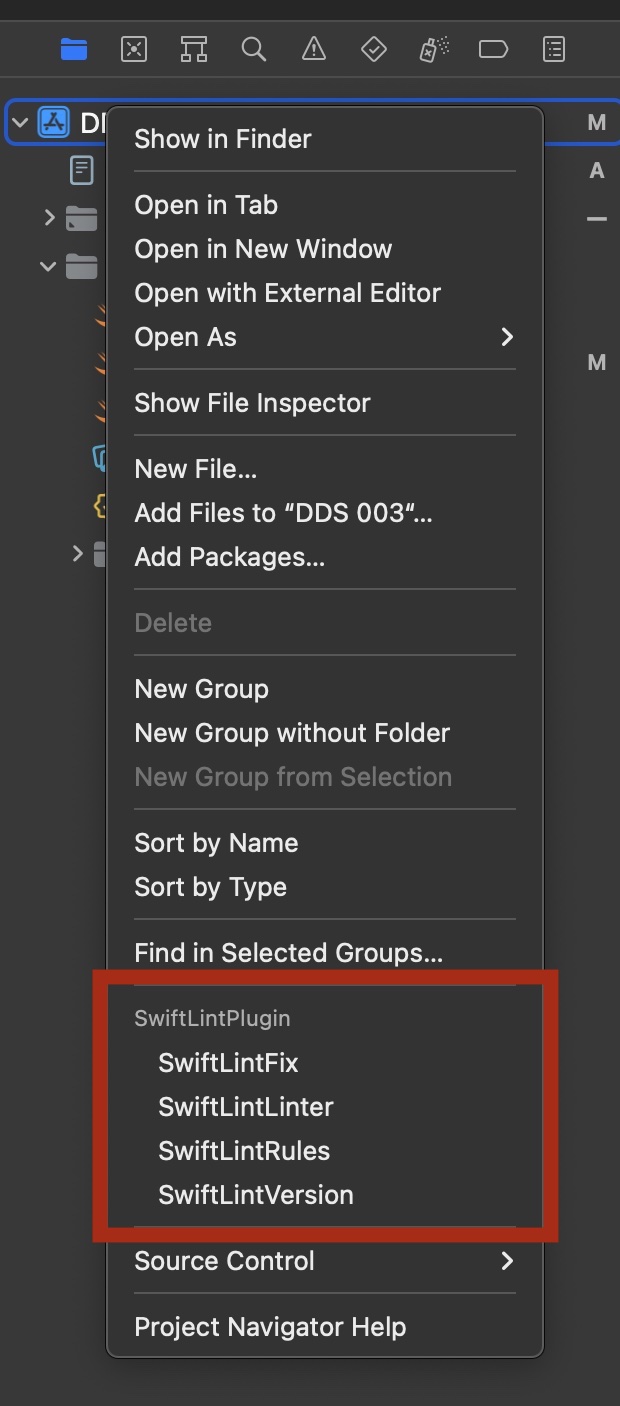 M
Show in Finder
A
Open in Tab
Open in New Window
Open with External Editor
Open As
M
Show File Inspector
New File...
Add Files to “DDS 003“...
Add Packages...
Delete
New Group
New Group without Folder
New Group from Selection
Sort by Name
Sort by Type
Find in Selected Groups...
SwiftLintPlugin
SwiftLintFix
SwiftLintLinter
SwiftLintRules
SwiftLintVersion
Source Control
Project Navigator Help